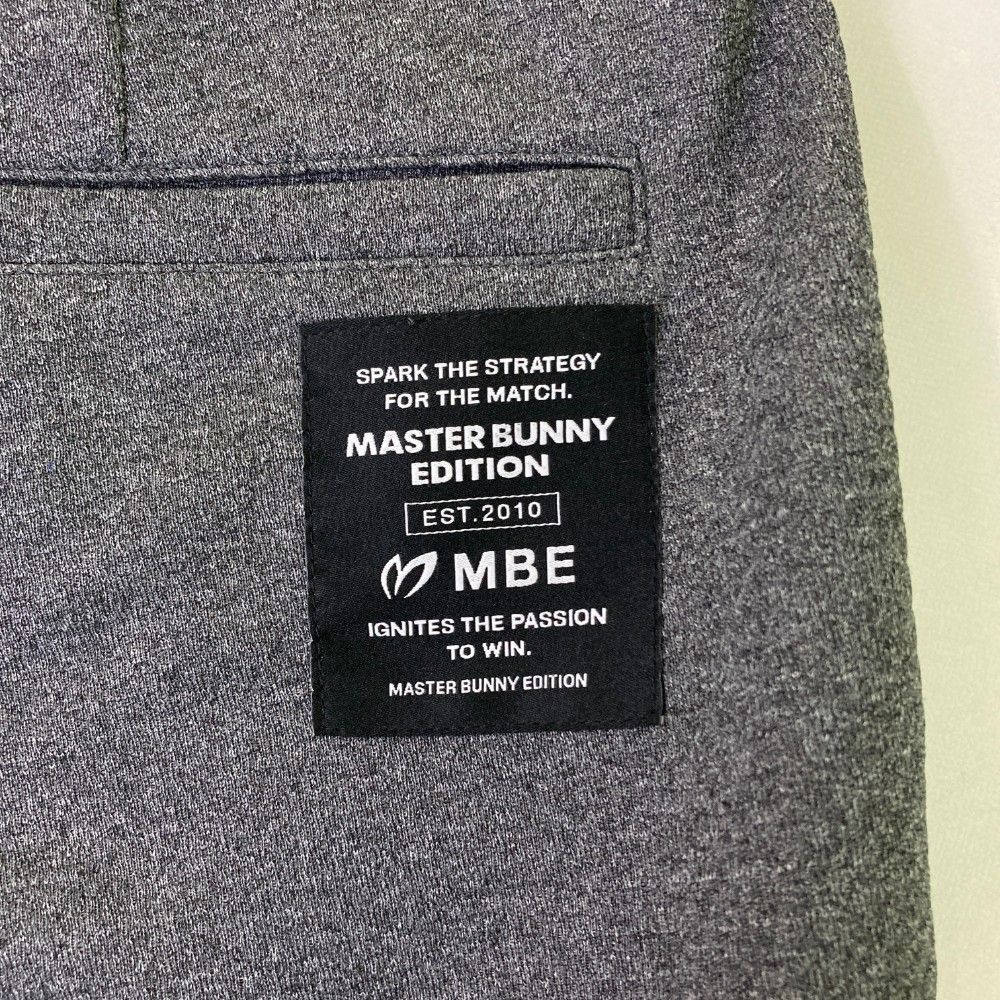 SPARK THE STRATEGY
FOR THE MATCH.
MASTER BUNNY
EDITION
EST.2010
MBE
IGNITES THE PASSION
TO WIN.
MASTER BUNNY EDITION